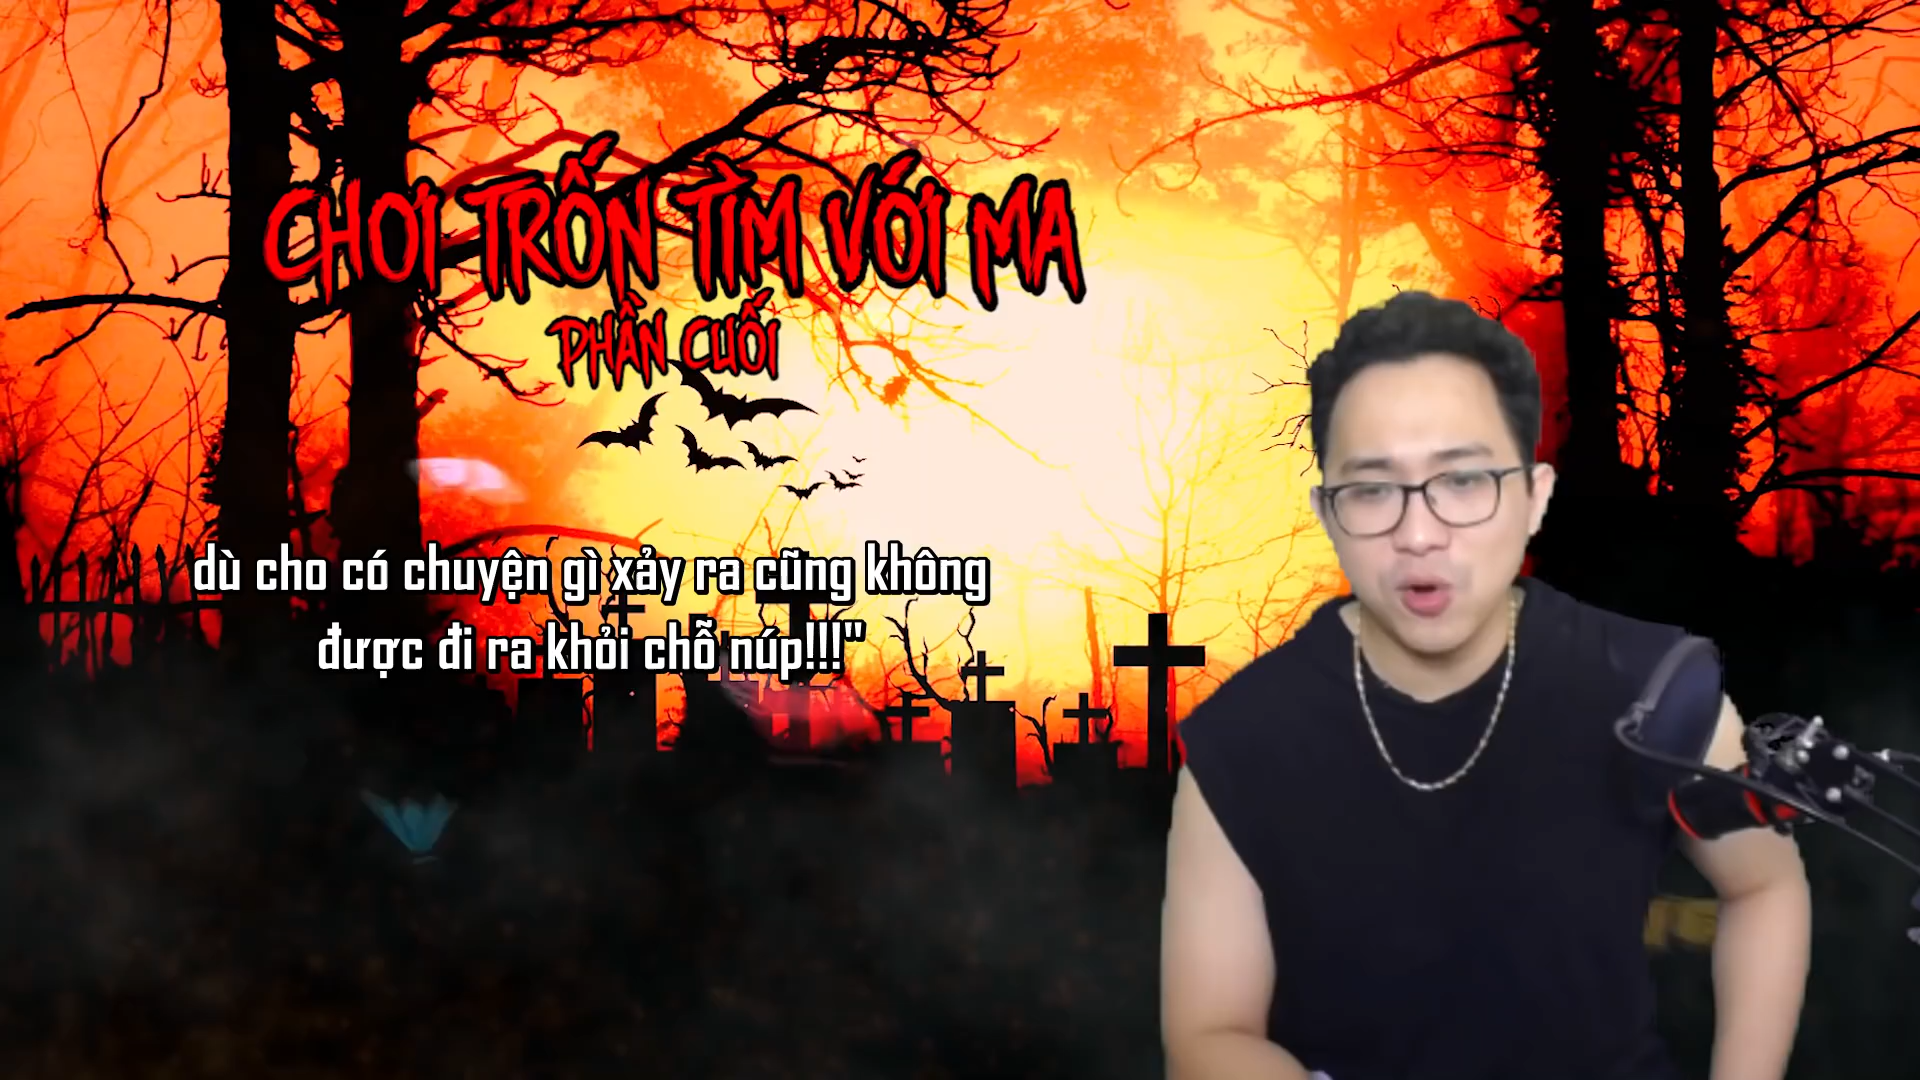 CHƠI TRỐN TÌM VỚI MA
PHẦN CUỐI
dù cho có chuyện gì xảy ra cũng không
được đi ra khỏi chỗ núp!!!"